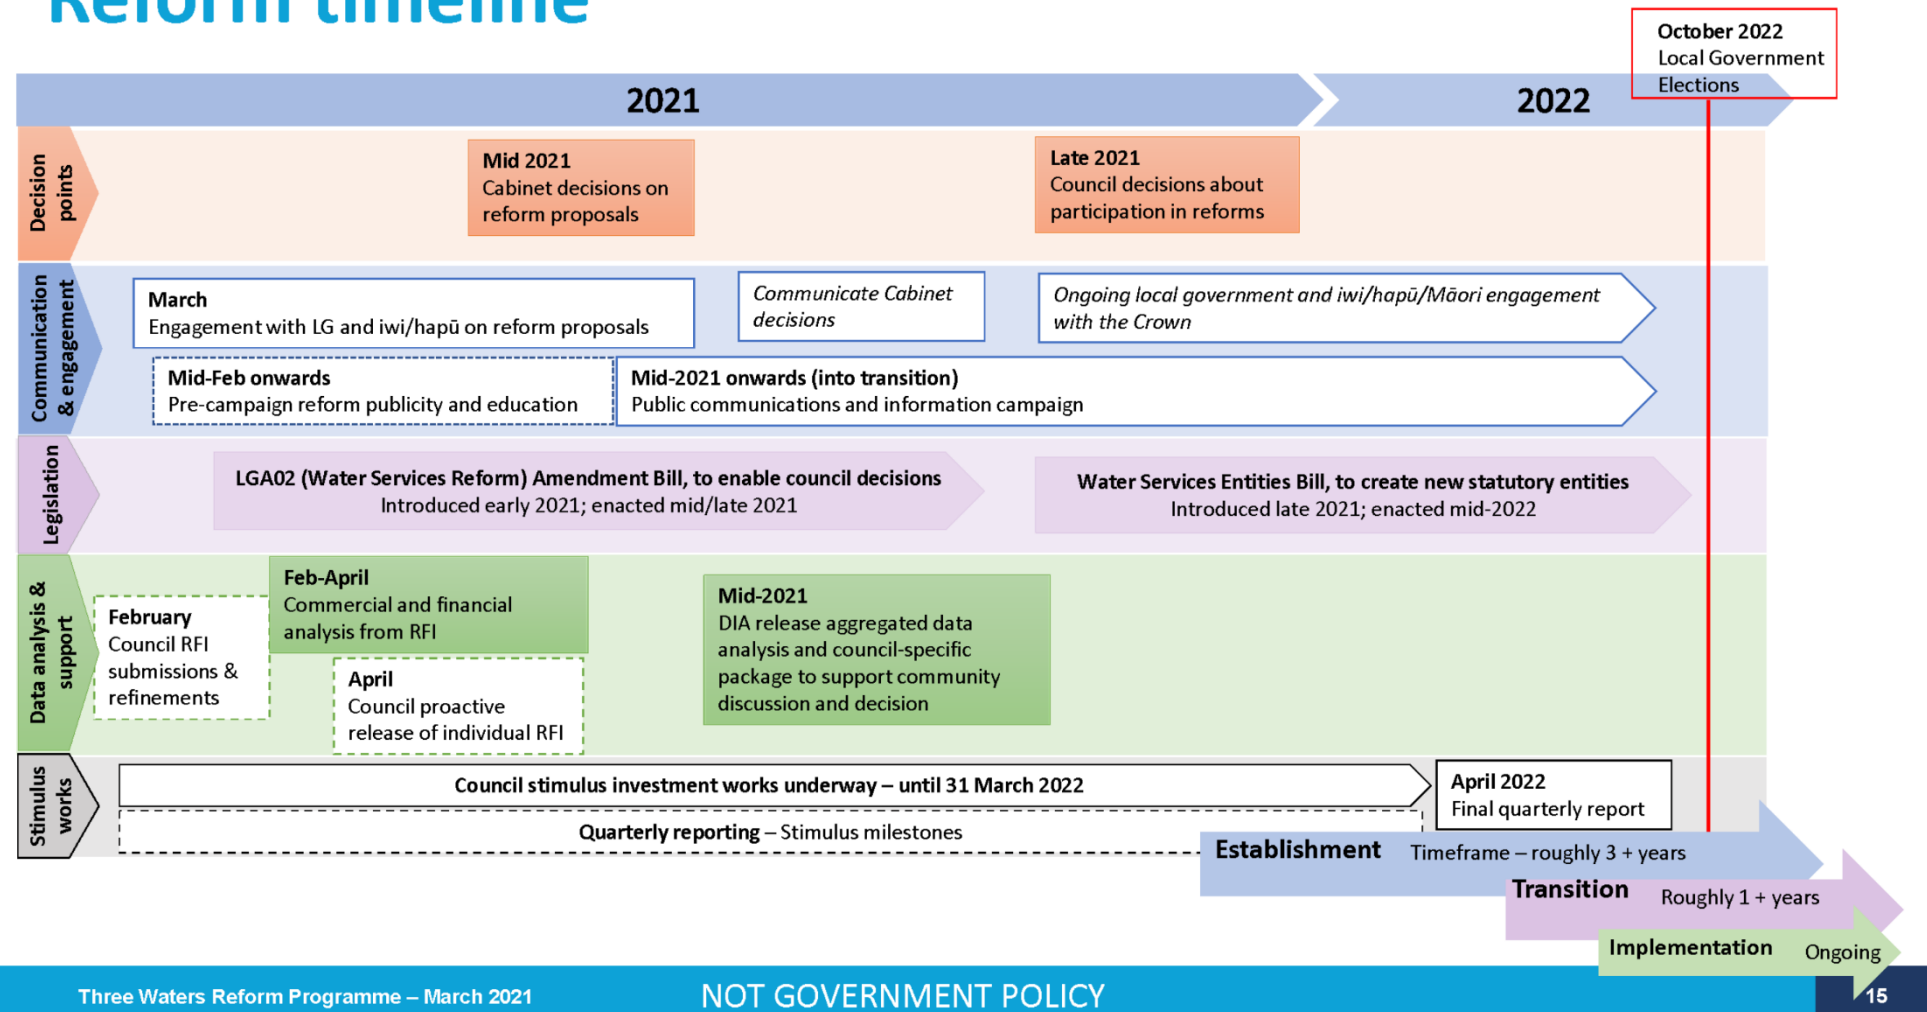 Reform timeline
October 2022
Local Government
Elections
2021
2022
Decision
points
Mid 2021
Cabinet decisions on
reform proposals
Late 2021
Council decisions about
participation in reforms
Communication
& engagement
March
Engagement with LG and iwi/hapū on reform proposals
Communicate Cabinet
decisions
Ongoing local government and iwi/hapū/Māori engagement
with the Crown
Mid-Feb onwards
Pre-campaign reform publicity and education
Mid-2021 onwards (into transition)
Public communications and information campaign
Legislation
LGA02 (Water Services Reform) Amendment Bill, to enable council decisions
Introduced early 2021; enacted mid/late 2021
Water Services Entities Bill, to create new statutory entities
Introduced late 2021; enacted mid-2022
Data analysis &
support
February
Council RFI
submissions &
refinements
Feb-April
Commercial and financial
analysis from RFI
April
Council proactive
release of individual RFI
Mid-2021
DIA release aggregated data
analysis and council-specific
package to support community
discussion and decision
Stimulus
works
Council stimulus investment works underway – until 31 March 2022
Quarterly reporting – Stimulus milestones
April 2022
Final quarterly report
Establishment Timeframe – roughly 3 + years
Transition Roughly 1 + years
Implementation Ongoing
Three Waters Reform Programme – March 2021
NOT GOVERNMENT POLICY
15